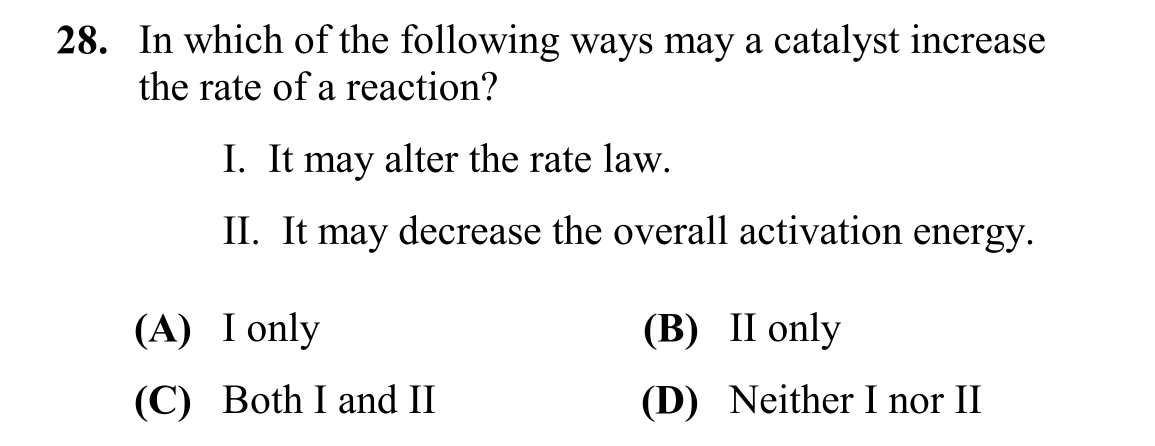 28. In which of the following ways may a catalyst increase
the rate of a reaction?
I. It may alter the rate law.
II. It may decrease the overall activation energy.
(A) I only (B) II only
(C) Both I and II (D) Neither I nor II